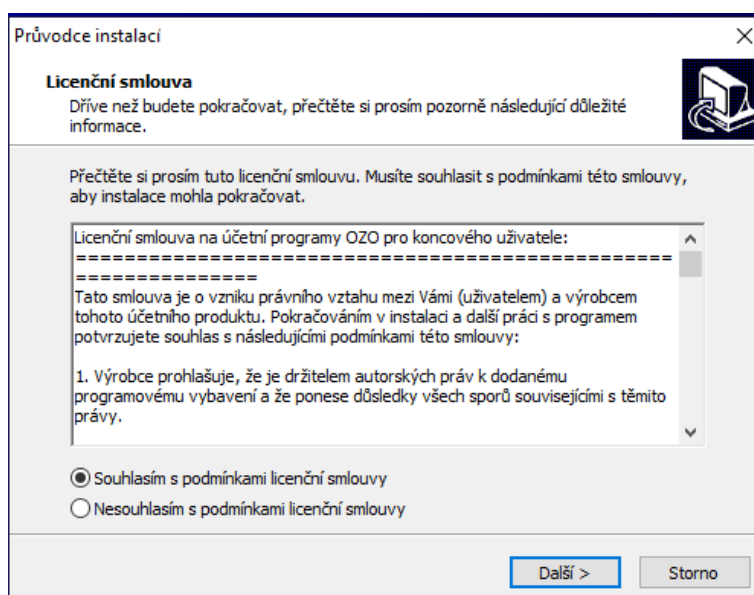 Průvodce instalací
Licenční smlouva
Dříve než budete pokračovat, přečtěte si prosím pozorně následující důležité
informace.
Přečtěte si prosím tuto licenční smlouvu. Musíte souhlasit s podmínkami této smlouvy,
aby instalace mohla pokračovat.
Licenční smlouva na účetní programy OZO pro koncového uživatele:
====================================================
===============
Tato smlouva je o vzniku právního vztahu mezi Vámi (uživatelem) a výrobcem
tohoto účetního produktu. Pokračováním v instalaci a další práci s programem
potvrzujete souhlas s následujícími podmínkami této smlouvy:
1. Výrobce prohlašuje, že je držitelem autorských práv k dodanému
programovému vybavení a že ponese důsledky všech sporů souvisejícími s těmito
právy.
Souhlasím s podmínkami licenční smlouvy
Nesouhlasím s podmínkami licenční smlouvy
Další >
Storno